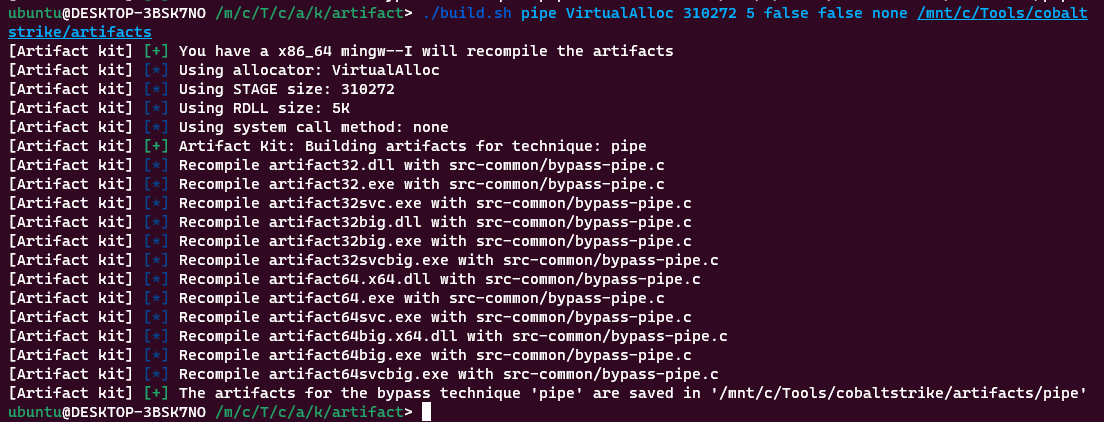 ubuntu@DESKTOP-3BSK7NO /m/c/T/c/a/k/artifact> ./build.sh pipe VirtualAlloc 310272 5 false false none /mnt/c/Tools/cobalt
strike/artifacts
[Artifact kit] [+] You have a x86_64 mingw--I will recompile the artifacts
[Artifact kit] [*] Using allocator: VirtualAlloc
[Artifact kit] [*] Using STAGE size: 310272
[Artifact kit] [*] Using RDLL size: 5K
[Artifact kit] [*] Using system call method: none
[Artifact kit] [+] Artifact Kit: Building artifacts for technique: pipe
[Artifact kit] [*] Recompile artifact32.dll with src-common/bypass-pipe.c
[Artifact kit] [*] Recompile artifact32.exe with src-common/bypass-pipe.c
[Artifact kit] [*] Recompile artifact32svc.exe with src-common/bypass-pipe.c
[Artifact kit] [*] Recompile artifact32big.dll with src-common/bypass-pipe.c
[Artifact kit] [*] Recompile artifact32big.exe with src-common/bypass-pipe.c
[Artifact kit] [*] Recompile artifact32svcbig.exe with src-common/bypass-pipe.c
[Artifact kit] [*] Recompile artifact64.x64.dll with src-common/bypass-pipe.c
[Artifact kit] [*] Recompile artifact64.exe with src-common/bypass-pipe.c
[Artifact kit] [*] Recompile artifact64svc.exe with src-common/bypass-pipe.c
[Artifact kit] [*] Recompile artifact64big.x64.dll with src-common/bypass-pipe.c
[Artifact kit] [*] Recompile artifact64big.exe with src-common/bypass-pipe.c
[Artifact kit] [*] Recompile artifact64svcbig.exe with src-common/bypass-pipe.c
[Artifact kit] [+] The artifacts for the bypass technique 'pipe' are saved in '/mnt/c/Tools/cobaltstrike/artifacts/pipe'
ubuntu@DESKTOP-3BSK7NO /m/c/T/c/a/k/artifact>